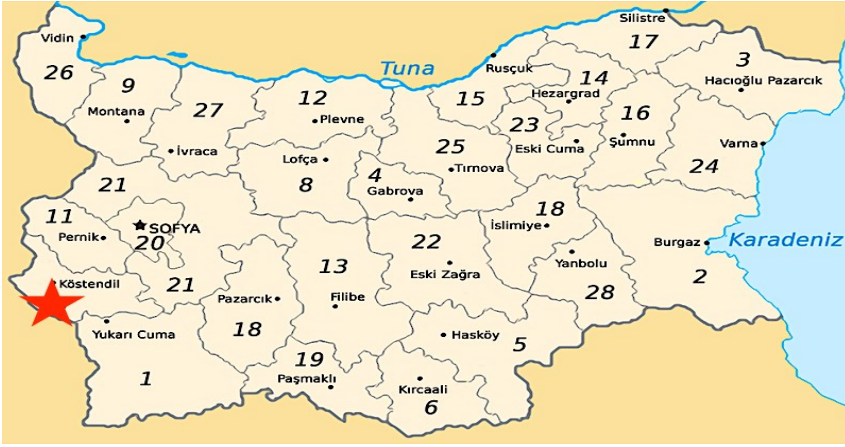 Silistre
Vidin
17
Tuna
Rusçuk
3
26
9
14
Hacıoğlu Pazarcık
27
12
15
Hezargrad
Montana
Plevne
23
16
Varna
İvraca
Lofça
25
Eski Cuma
Şumnu
24
Tırnova
21
8
4
Gabrova
11
18
SOFYA
İslimiye
Pernik
20
22
Burgaz
Karadeniz
13
Yanbolu
Eski Zağra
2
Köstendil
21
28
Pazarcık
Filibe
Yukarı Cuma
18
Hasköy
5
19
1
Paşmaklı
Kırcaali
6